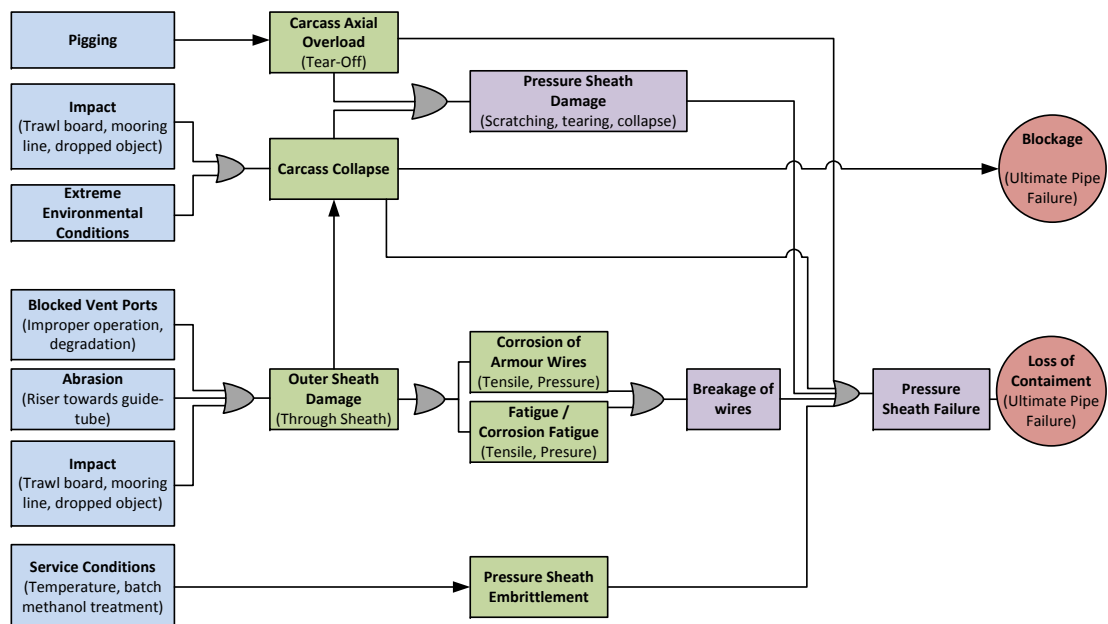 Pigging
Carcass Axial
Overload
(Tear-Off)
Impact
(Trawl board, mooring
line, dropped object)
Pressure Sheath
Damage
(Scratching, tearing, collapse)
Carcass Collapse
Blockage
(Ultimate Pipe
Failure)
Extreme
Environmental
Conditions
Blocked Vent Ports
(Improper operation,
degradation)
Abrasion
(Riser towards guide-
tube)
Impact
(Trawl board, mooring
line, dropped object)
Outer Sheath
Damage
(Through Sheath)
Corrosion of
Armour Wires
(Tensile, Pressure)
Fatigue /
Corrosion Fatigue
(Tensile, Presure)
Breakage of
wires
Pressure
Sheath Failure
Loss of
Contaiment
(Ultimate Pipe
Failure)
Service Conditions
(Temperature, batch
methanol treatment)
Pressure Sheath
Embrittlement